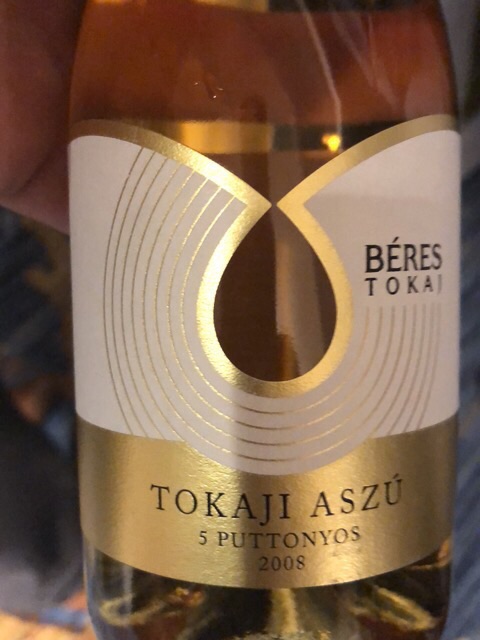 BÉRES
TOKAJ
TOKAJI ASZÚ
5 PUTTONYOS
2008